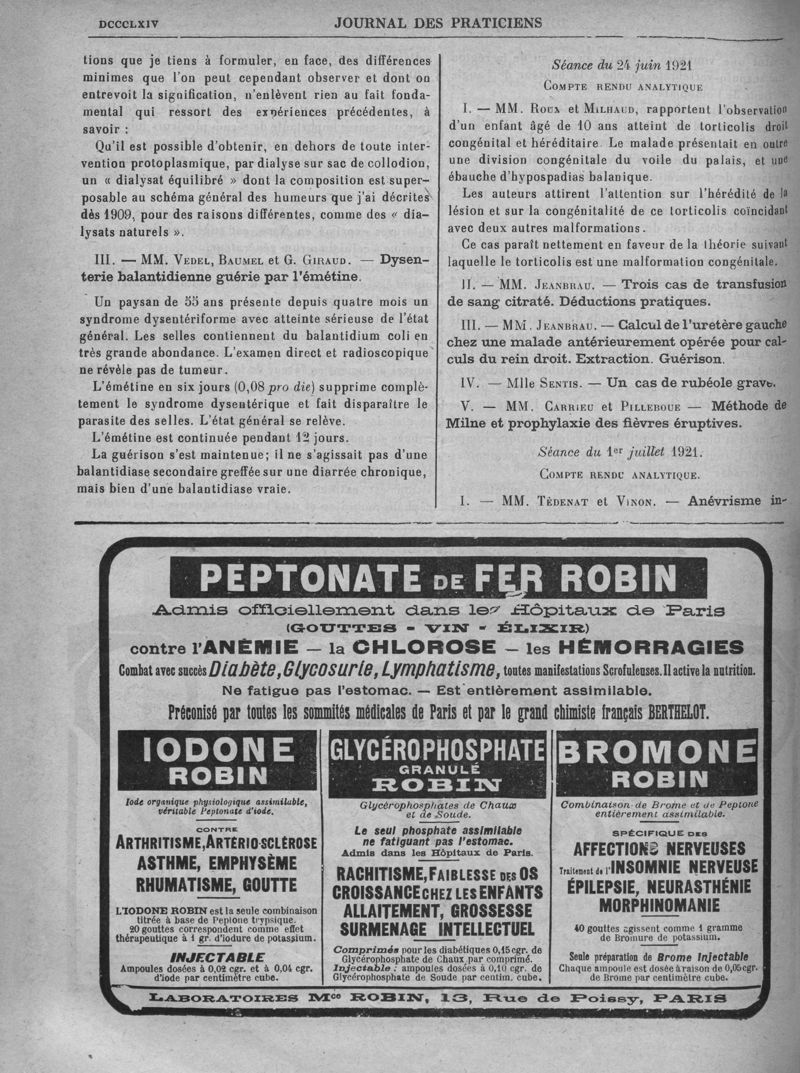 DCCCLXIV
JOURNAL DES PRATICIENS
tions que je tiens à formuler, en face, des différences
minimes que l'on peut cependant observer et dont on
entrevoit la signification, n'enlèvent rien au fait fonda-
mental qui ressort des expériences précédentes, à
savoir :
Qu'il est possible d'obtenir, en dehors de toute inter-
vention protoplasmique, par dialyse sur sac de collodion,
un « dialysat équilibré » dont la composition est super-
posable au schéma général des humeurs que j'ai décrites
dès 1909, pour des raisons différentes, comme des « dia-
lysats naturels ».
III. — MM. VEDEL, BAUMEL et G. GIRAUD. — Dysen-
terie balantidienne guérie par l'émétine.
Un paysan de 55 ans présente depuis quatre mois un
syndrome dysentériforme avec atteinte sérieuse de l'état
général. Les selles contiennent du balantidium coli en
très grande abondance. L'examen direct et radioscopique
ne révèle pas de tumeur.
L'émétine en six jours (0,08 pro die) supprime complè-
tement le syndrome dysentérique et fait disparaître le
parasite des selles. L'état général se relève.
L'émétine est continuée pendant 12 jours.
La guérison s'est maintenue; il ne s'agissait pas d'une
balantidiase secondaire greffée sur une diarrée chronique,
mais bien d'une balantidiase vraie.
Séance du 24 juin 1921
COMPTE RENDU ANALYTIQUE
I. — MM. ROUX et MILHAUD, rapportent l'observation
d'un enfant âgé de 10 ans atteint de torticolis droit
congénital et héréditaire. Le malade présentait en outre
une division congénitale du voile du palais, et une
ébauche d'hypospadias balanique.
Les auteurs attirent l'attention sur l'hérédité de la
lésion et sur la congénitalité de ce torticolis coïncidant
avec deux autres malformations.
Ce cas paraît nettement en faveur de la théorie suivant
laquelle le torticolis est une malformation congénitale.
II. — MM. JEANBRAU. — Trois cas de transfusion
de sang citraté. Déductions pratiques.
III. — MM. JEANBRAU. — Calcul de l'uretère gauche
chez une malade antérieurement opérée pour cal-
culs du rein droit. Extraction. Guérison.
IV. — Mlle SENTIS. — Un cas de rubéole grave.
V. — MM. CARRIEU et PILLEBOUE — Méthode de
Milne et prophylaxie des fièvres éruptives.
Séance du 1er juillet 1921.
COMPTE RENDU ANALYTIQUE.
I. — MM. TÉDENAT et VINON. — Anévrisme in-
PEPTONATE DE FER ROBIN
Admis officiellement dans les Hôpitaux de Paris
(GOUTTES - VIN - ÉLIXIR)
contre l'ANÉMIE — la CHLOROSE — les HÉMORRAGIES
Combat avec succès Diabète, Glycosurie, Lymphatisme, toutes manifestations Scrofuleuses. Il active la nutrition.
Ne fatigue pas l'estomac. — Est entièrement assimilable.
Préconisé par toutes les sommités médicales de Paris et par le grand chimiste français BERTHELOT.
IODONE
ROBIN
Iode organique physiologique assimilable,
véritable Peptonate d'iode.
CONTRE
ARTHRITISME, ARTÉRIO-SCLÉROSE
ASTHME, EMPHYSÈME
RHUMATISME, GOUTTE
L'IODONE ROBIN est la seule combinaison
titrée à base de Peptone trypsique.
20 gouttes correspondent comme effet
thérapeutique à 1 gr. d'iodure de potassium.
INJECTABLE
Ampoules dosées à 0,02 cgr. et à 0,04 cgr.
d'iode par centimètre cube.
GLYCÉROPHOSPHATE
GRANULÉ
ROBIN
Glycérophosphates de Chaux
et de Soude.
Le seul phosphate assimilable
ne fatiguant pas l'estomac.
Admis dans les Hôpitaux de Paris.
RACHITISME, FAIBLESSE DES OS
CROISSANCE CHEZ LES ENFANTS
ALLAITEMENT, GROSSESSE
SURMENAGE INTELLECTUEL
Comprimés pour les diabétiques 0,15 cgr. de
Glycérophosphate de Chaux par comprimé.
Injectable : ampoules dosées à 0,10 cgr. de
Glycérophosphate de Soude par centim. cube.
BROMONE
ROBIN
Combinaison de Brome et de Peptone
entièrement assimilable.
SPÉCIFIQUE DES
AFFECTIONS NERVEUSES
Traitement de l'INSOMNIE NERVEUSE
ÉPILEPSIE, NEURASTHÉNIE
MORPHINOMANIE
40 gouttes agissent comme 1 gramme
de Bromure de potassium.
Seule préparation de Brome Injectable
Chaque ampoule est dosée à raison de 0,05 cgr.
de Brome par centimètre cube.
LABORATOIRES Mce ROBIN, 13, Rue de Poissy, PARIS